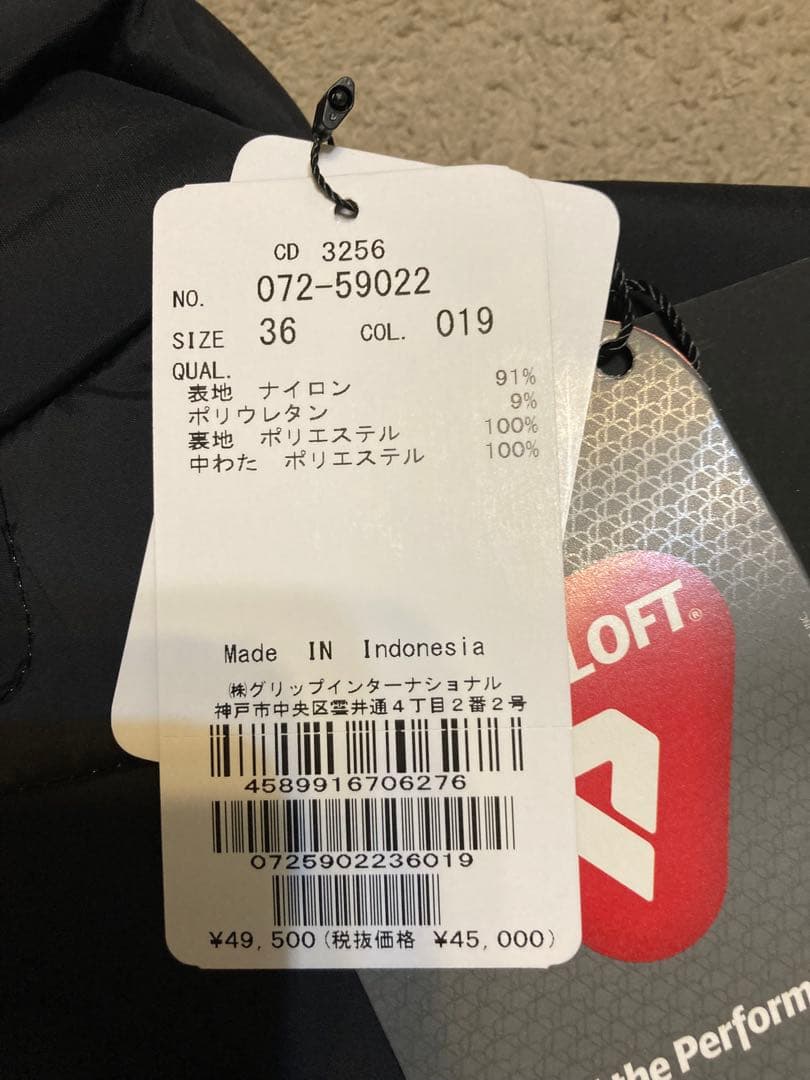 CD 3256
NO. 072-59022
SIZE 36 COL. 019
QUAL.
表地 ナイロン 91%
ポリウレタン 9%
裏地 ポリエステル 100%
中わた ポリエステル 100%
Made IN Indonesia
㈱グリップインターナショナル
神戸市中央区雲井通4丁目2番2号
4589916706276
0725902236019
¥49,500(税抜価格 ¥45,000)
LOFT®
the Perform